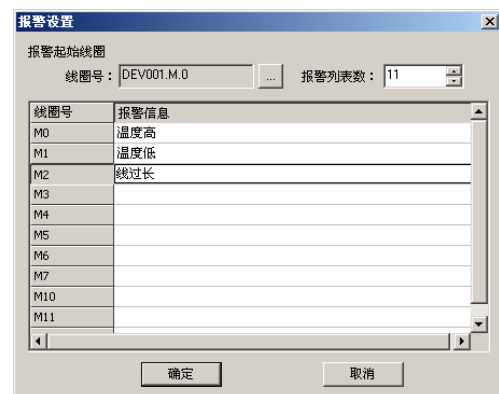 报警设置
报警起始线圈
线圈号: DEV001.M.0 ... 报警列表数: 11
线圈号 报警信息
M0 温度高
M1 温度低
M2 线过长
M3
M4
M5
M6
M7
M10
M11
确定 取消